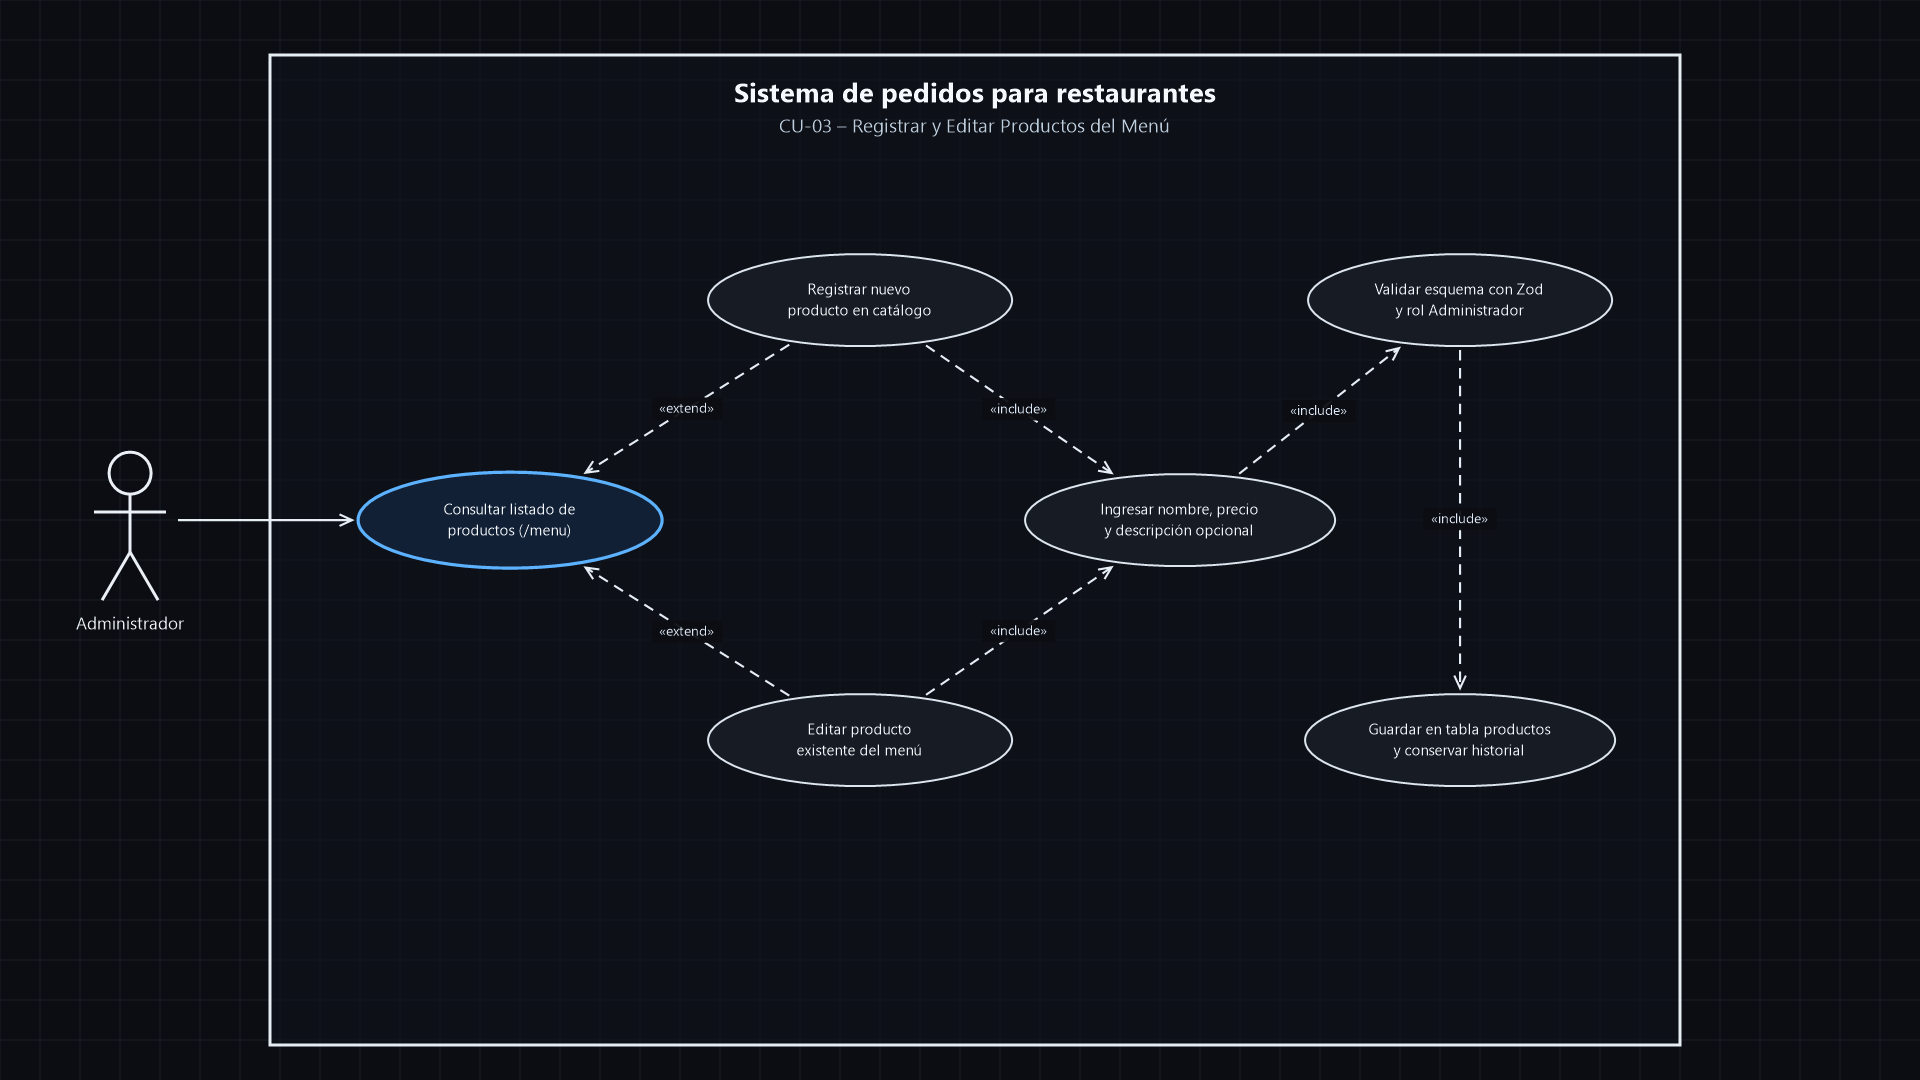 Sistema de pedidos para restaurantes
CU-03 – Registrar y Editar Productos del Menú
Registrar nuevo
producto en catálogo
Validar esquema con Zod
y rol Administrador
«extend»
«include»
«include»
Consultar listado de
productos (/menu)
Ingresar nombre, precio
y descripción opcional
«include»
Administrador
«extend»
«include»
Editar producto
existente del menú
Guardar en tabla productos
y conservar historial